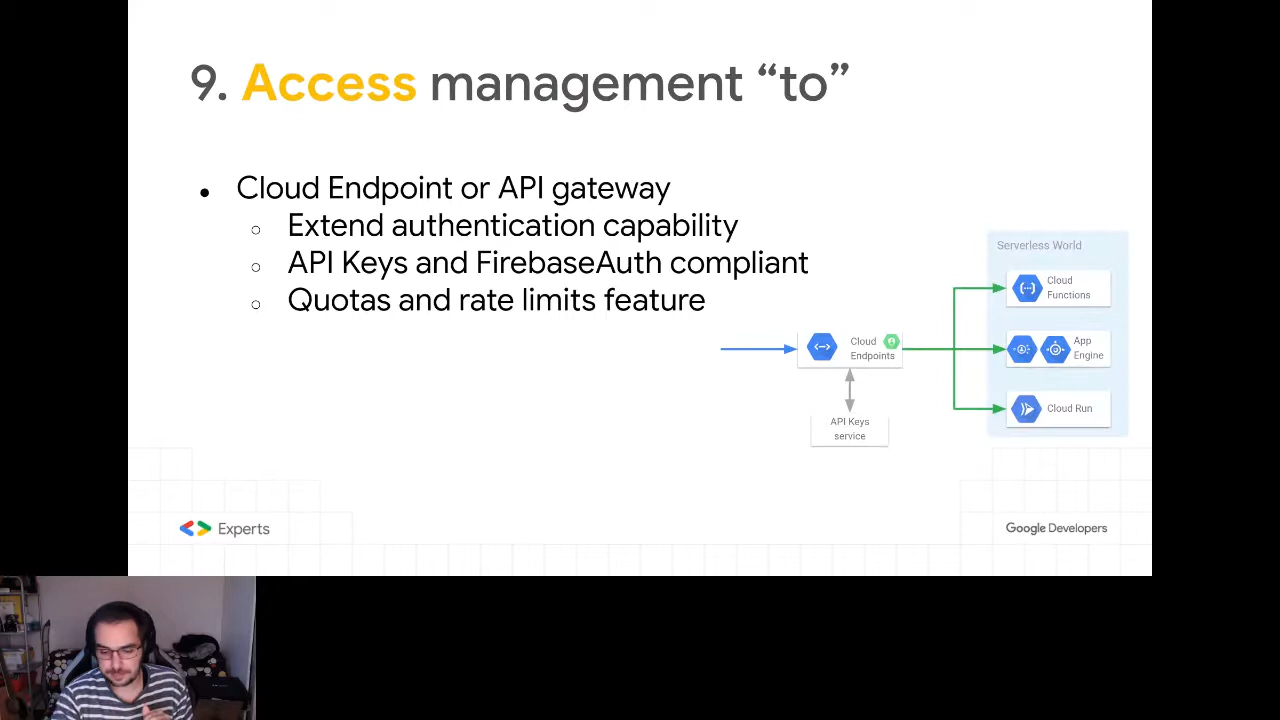 9. Access management “to”
● Cloud Endpoint or API gateway
○ Extend authentication capability
○ API Keys and FirebaseAuth compliant
○ Quotas and rate limits feature
Serverless World
Cloud
Functions
Cloud
Endpoints
App
Engine
Cloud Run
API Keys
service
Experts
Google Developers